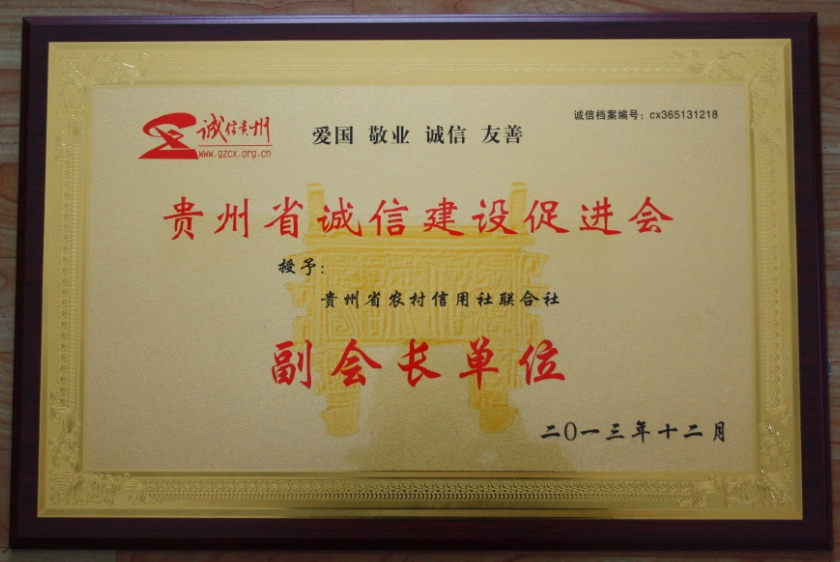 诚信贵州
www.gzcx.org.cn
爱国 敬业 诚信 友善
诚信档案编号：cx365131218
贵州省诚信建设促进会
授予：
贵州省农村信用社联合社
副会长单位
二〇一三年十二月